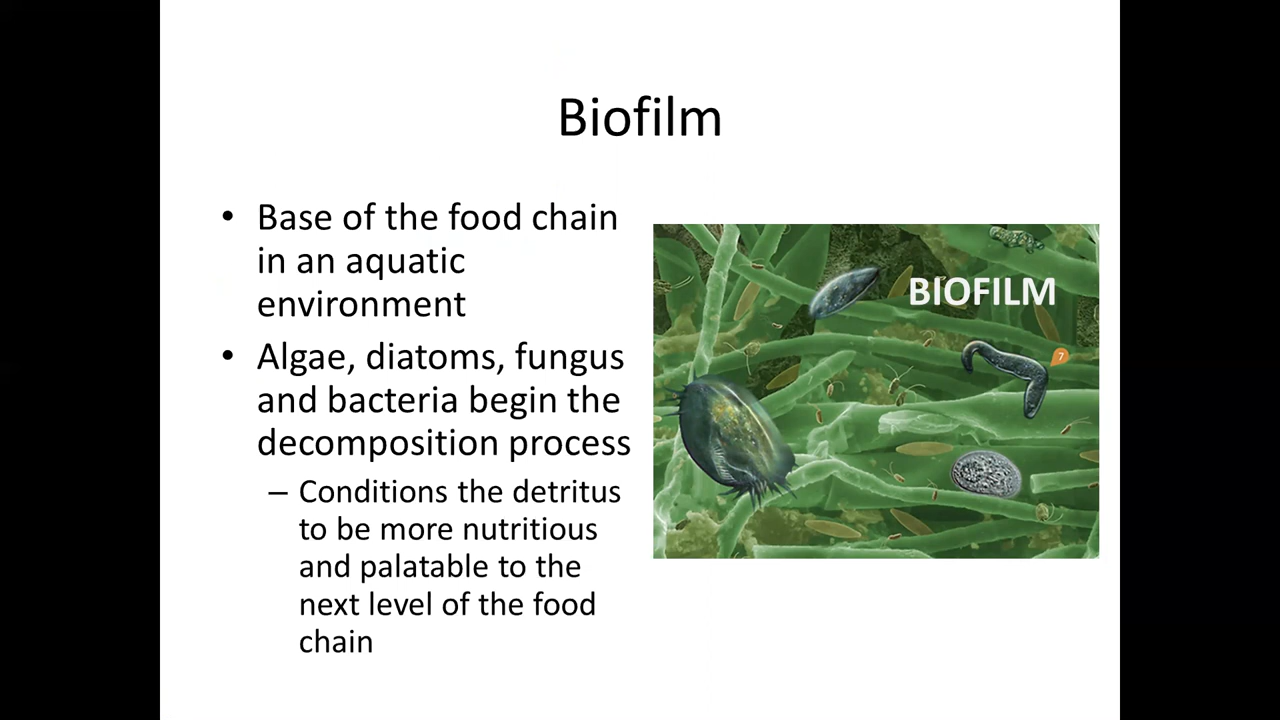 Biofilm
• Base of the food chain
in an aquatic
environment
• Algae, diatoms, fungus
and bacteria begin the
decomposition process
– Conditions the detritus
to be more nutritious
and palatable to the
next level of the food
chain
BIOFILM
7